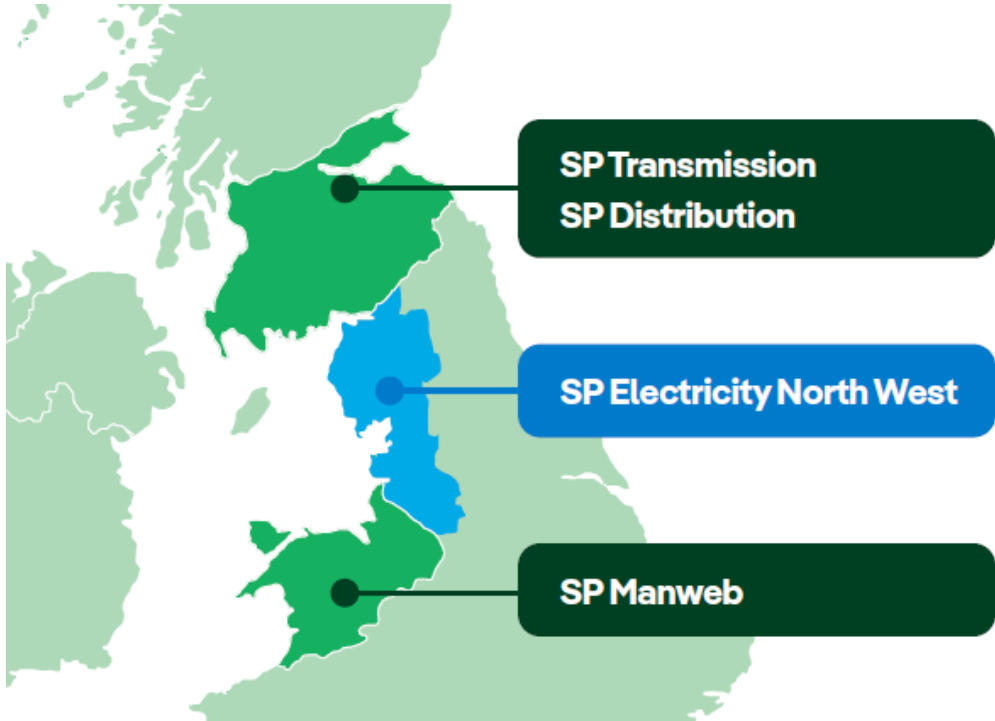 SP Transmission
SP Distribution
SP Electricity North West
SP Manweb